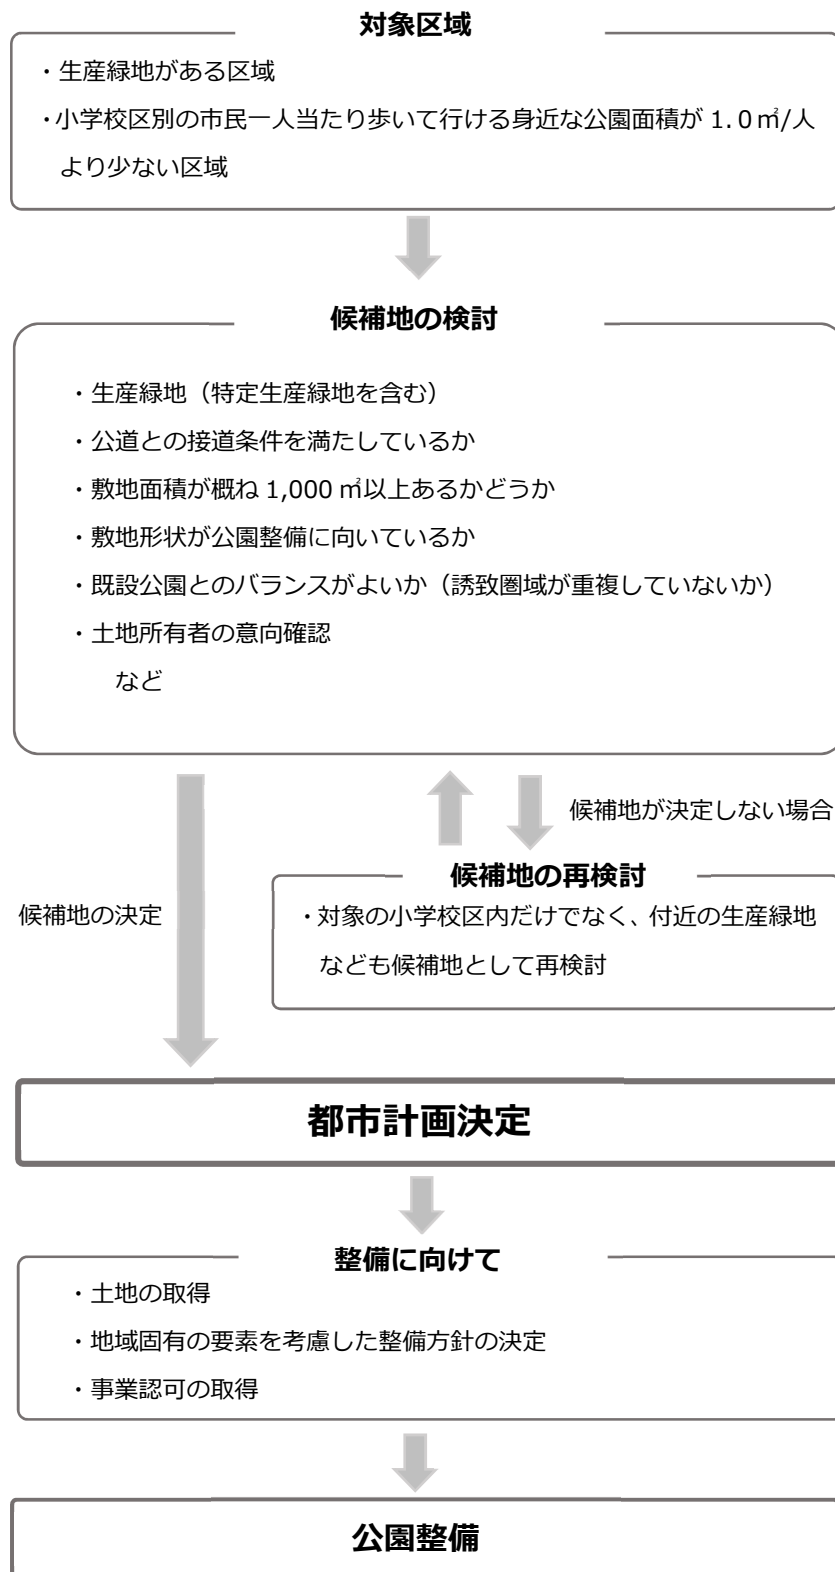 対象区域
・生産緑地がある区域
・小学校区別の市民一人当たり歩いて行ける身近な公園面積が 1.０㎡/人
より少ない区域
候補地の検討
・生産緑地（特定生産緑地を含む）
・公道との接道条件を満たしているか
・敷地面積が概ね 1,000 ㎡以上あるかどうか
・敷地形状が公園整備に向いているか
・既設公園とのバランスがよいか（誘致圏域が重複していないか）
・土地所有者の意向確認
など
候補地が決定しない場合
候補地の再検討
・対象の小学校区内だけでなく、付近の生産緑地
なども候補地として再検討
候補地の決定
都市計画決定
整備に向けて
・土地の取得
・地域固有の要素を考慮した整備方針の決定
・事業認可の取得
公園整備